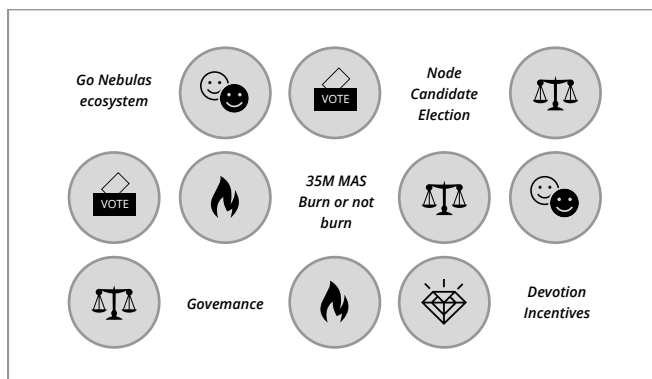 Go Nebulas
ecosystem
VOTE
Node
Candidate
Election
VOTE
35M MAS
Burn or not
burn
Govemance
Devotion
Incentives